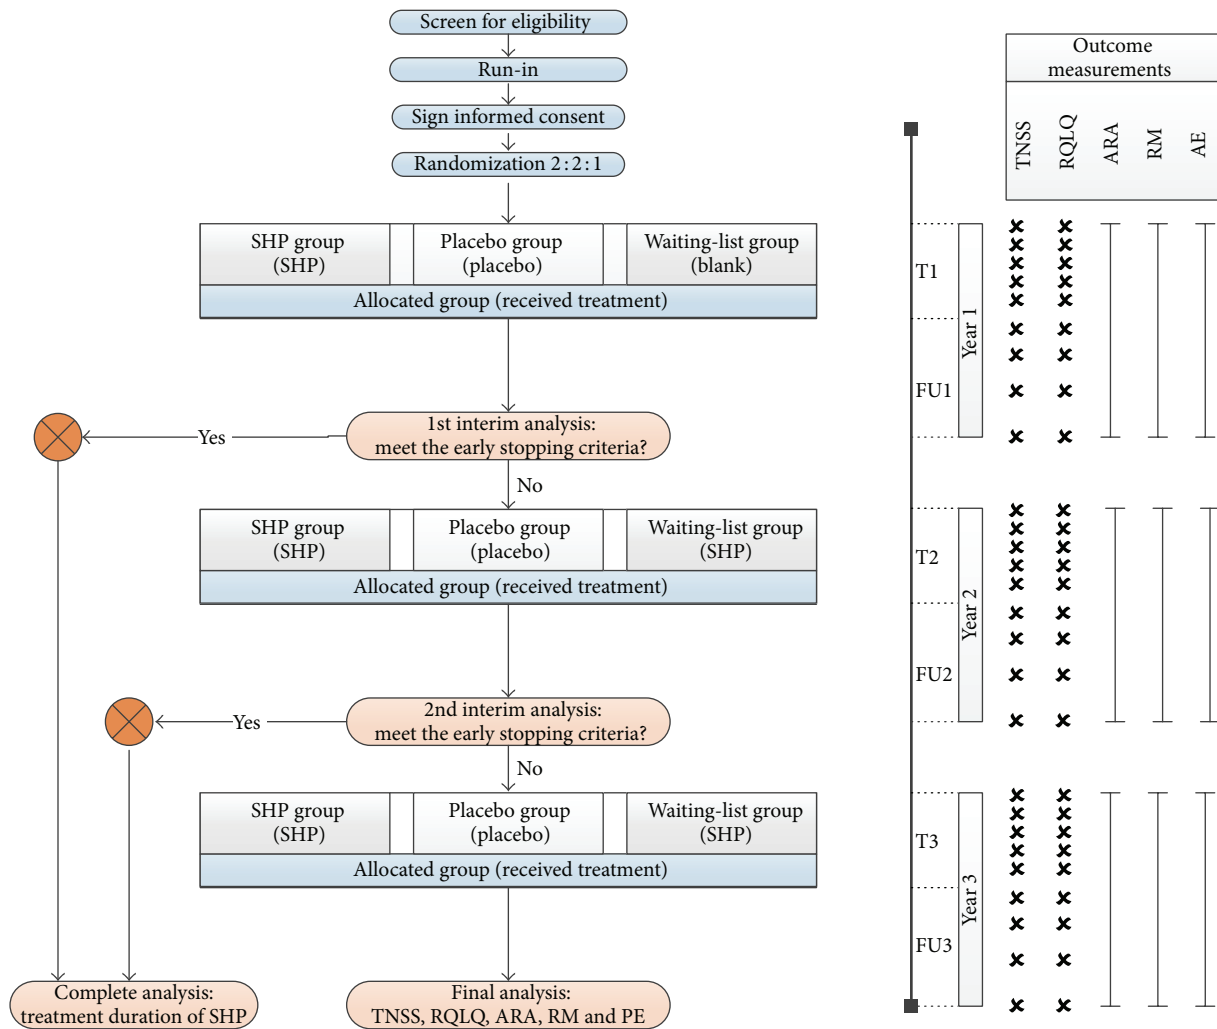 Screen for eligibility
Run-in
Sign informed consent
Randomization 2:2:1
SHP group
(SHP)
Placebo group
(placebo)
Waiting-list group
(blank)
Allocated group (received treatment)
1st interim analysis:
meet the early stopping criteria?
Yes
No
SHP group
(SHP)
Placebo group
(placebo)
Waiting-list group
(SHP)
Allocated group (received treatment)
2nd interim analysis:
meet the early stopping criteria?
Yes
No
SHP group
(SHP)
Placebo group
(placebo)
Waiting-list group
(SHP)
Allocated group (received treatment)
Complete analysis:
treatment duration of SHP
Final analysis:
TNSS, RQLQ, ARA, RM and PE
Outcome
measurements
TNSS
RQLQ
ARA
RM
AE
T1
FU1
Year 1
T2
FU2
Year 2
T3
FU3
Year 3